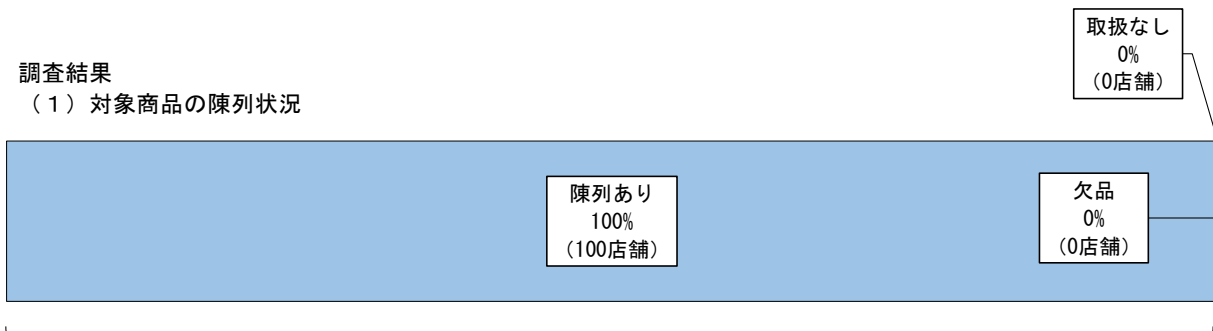 取扱なし
0%
（0店舗）
調査結果
（１）対象商品の陳列状況
陳列あり
100%
（100店舗）
欠品
0%
（0店舗）